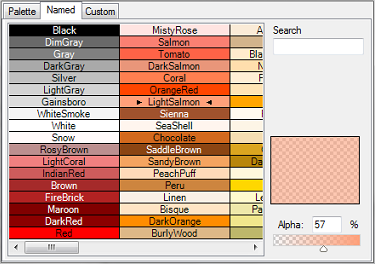 Palette Named Custom
Black MistyRose A
DimGray Salmon
Gray Tomato Blan
DarkGray DarkSalmon N
Silver Coral F
LightGray OrangeRed
Gainsboro LightSalmon
WhiteSmoke Sienna
White SeaShell
Snow Chocolate C
RosyBrown SaddleBrown
LightCoral SandyBrown Dar
IndianRed PeachPuff
Brown Peru
FireBrick Linen Le
Maroon Bisque Pa
DarkRed DarkOrange
Red BurlyWood
Search
Alpha: 57 %